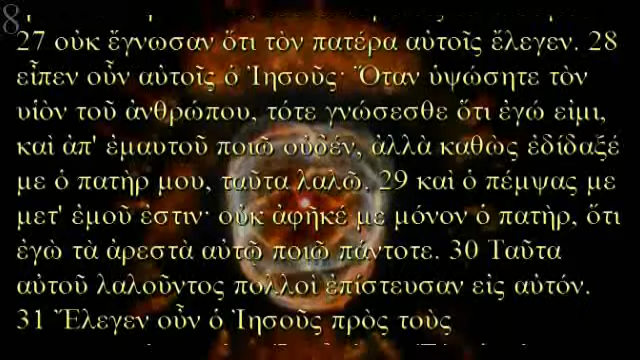 8
27 οὐκ ἔγνωσαν ὅτι τὸν πατέρα αὐτοῖς ἔλεγεν. 28
εἶπεν οὖν αὐτοῖς ὁ Ἰησοῦς· Ὅταν ὑψώσητε τὸν
υἱὸν τοῦ ἀνθρώπου, τότε γνώσεσθε ὅτι ἐγώ εἰμι,
καὶ ἀπ' ἐμαυτοῦ ποιῶ οὐδέν, ἀλλὰ καθὼς ἐδίδαξέ
με ὁ πατὴρ μου, ταῦτα λαλῶ. 29 καὶ ὁ πέμψας με
μετ' ἐμοῦ ἐστιν· οὐκ ἀφῆκέ με μόνον ὁ πατὴρ, ὅτι
ἐγὼ τὰ ἀρεστὰ αὐτῷ ποιῶ πάντοτε. 30 Ταῦτα
αὐτοῦ λαλοῦντος πολλοὶ ἐπίστευσαν εἰς αὐτόν.
31 Ἔλεγεν οὖν ὁ Ἰησοῦς πρὸς τοὺς